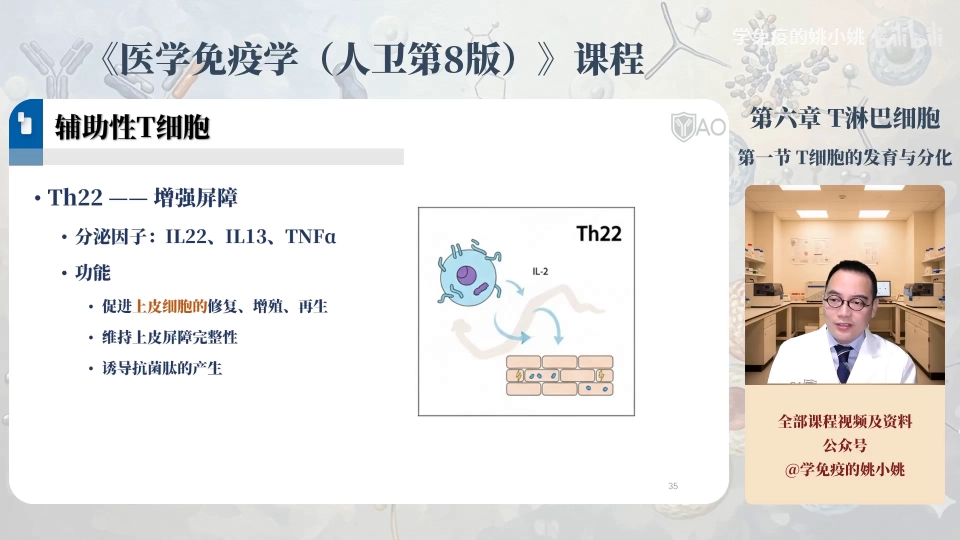 《医学免疫学（人卫第8版）》课程
学免疫的姚小姚
bilibili
辅助性T细胞
AO
第六章 T淋巴细胞
第一节 T细胞的发育与分化
• Th22 —— 增强屏障
• 分泌因子：IL22、IL13、TNFα
• 功能
• 促进上皮细胞的修复、增殖、再生
• 维持上皮屏障完整性
• 诱导抗菌肽的产生
Th22
IL-2
全部课程视频及资料
公众号
@学免疫的姚小姚
35